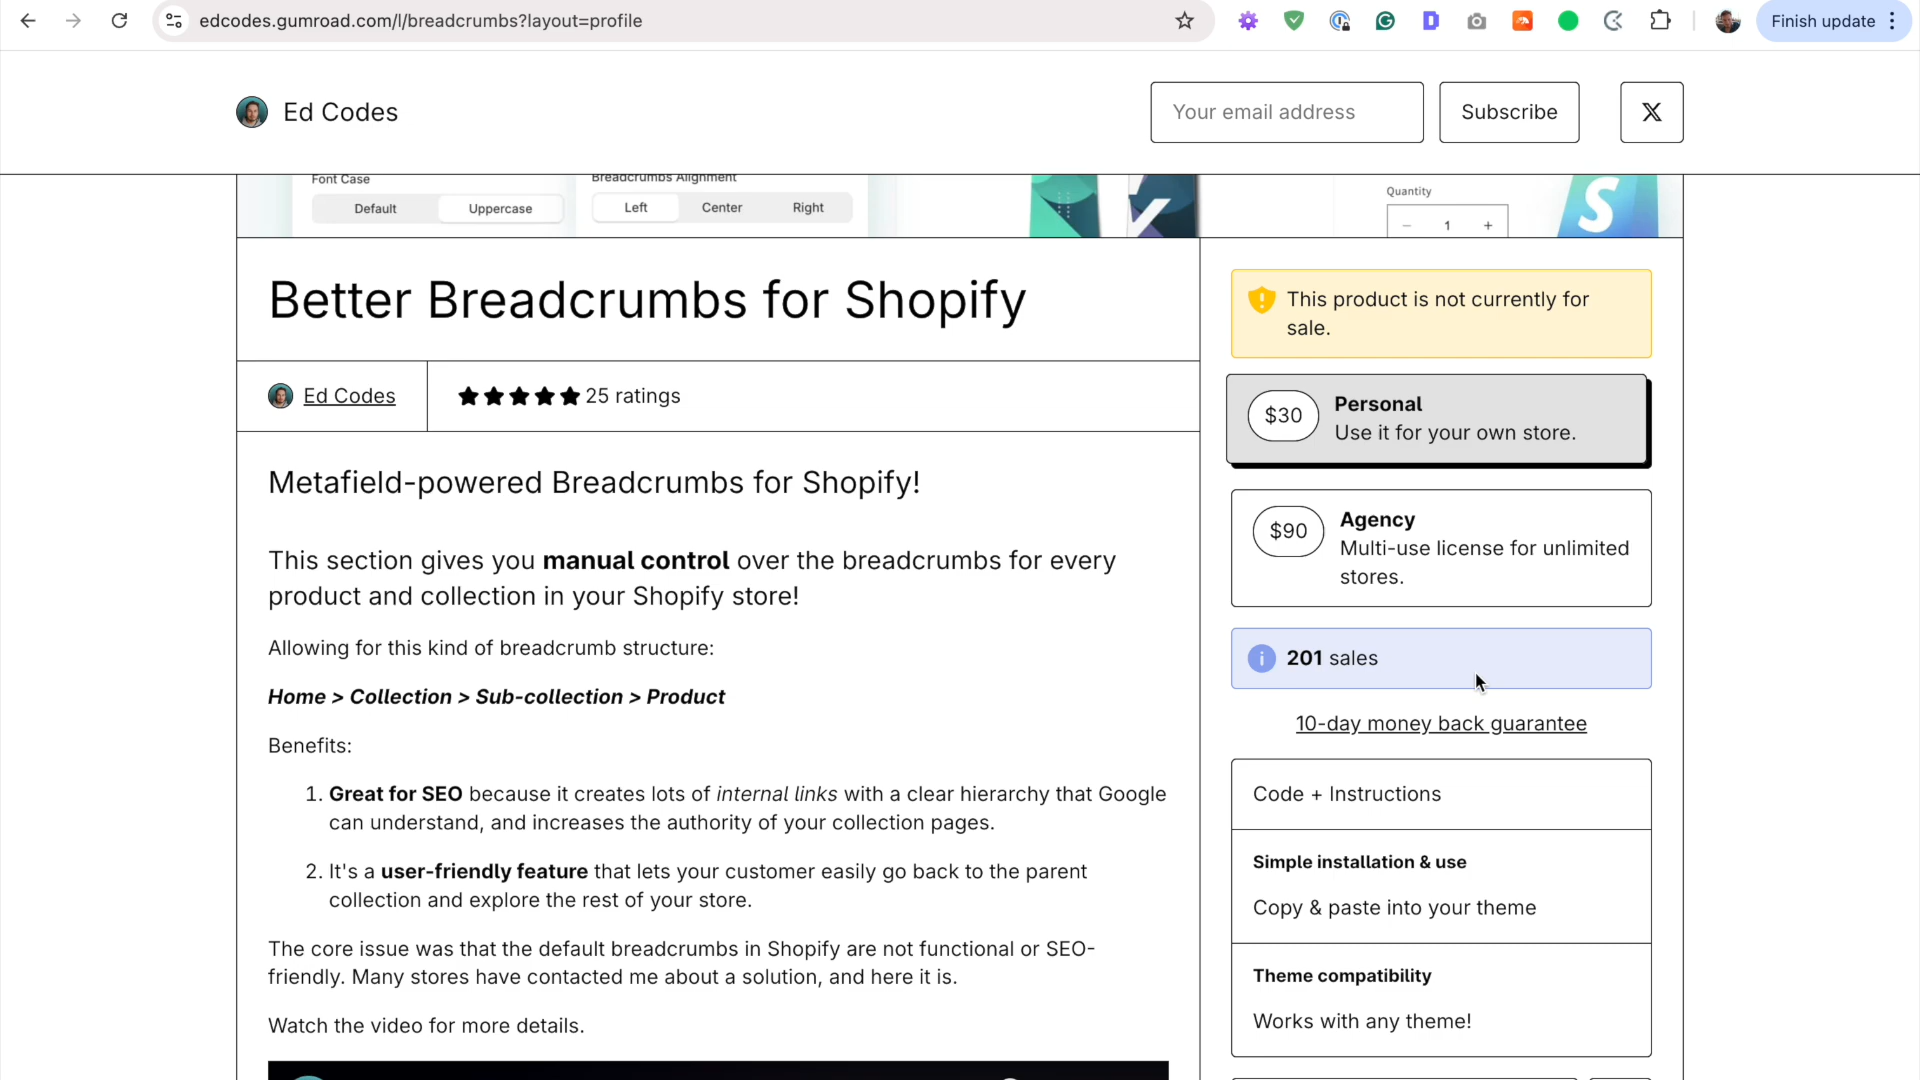 edcodes.gumroad.com/l/breadcrumbs?layout=profile
Finish update
Ed Codes
Your email address
Subscribe
Font Case
Default
Uppercase
Breadcrumbs Alignment
Left
Center
Right
Quantity
− 1 +
Better Breadcrumbs for Shopify
Ed Codes
25 ratings
Metafield-powered Breadcrumbs for Shopify!
This section gives you manual control over the breadcrumbs for every
product and collection in your Shopify store!
Allowing for this kind of breadcrumb structure:
Home > Collection > Sub-collection > Product
Benefits:
1. Great for SEO because it creates lots of internal links with a clear hierarchy that Google
can understand, and increases the authority of your collection pages.
2. It's a user-friendly feature that lets your customer easily go back to the parent
collection and explore the rest of your store.
The core issue was that the default breadcrumbs in Shopify are not functional or SEO-
friendly. Many stores have contacted me about a solution, and here it is.
Watch the video for more details.
This product is not currently for
sale.
$30
Personal
Use it for your own store.
$90
Agency
Multi-use license for unlimited
stores.
201 sales
10-day money back guarantee
Code + Instructions
Simple installation & use
Copy & paste into your theme
Theme compatibility
Works with any theme!